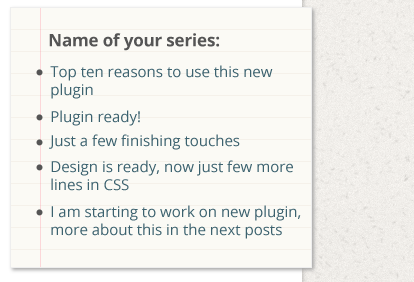 Name of your series:
Top ten reasons to use this new
plugin
Plugin ready!
Just a few finishing touches
Design is ready, now just few more
lines in CSS
I am starting to work on new plugin,
more about this in the next posts